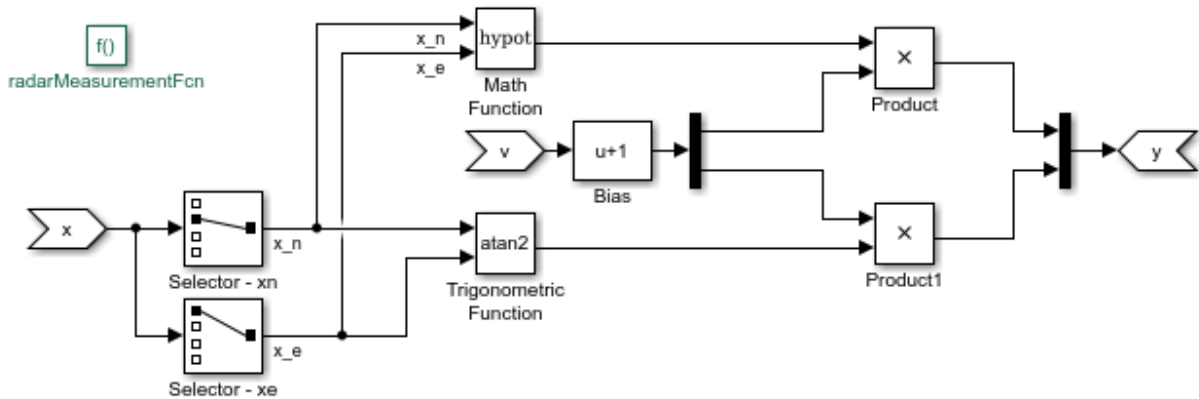 f()
radarMeasurementFcn
x_n
x_e
hypot
Math
Function
×
Product
v
u+1
Bias
y
x
x_n
Selector - xn
atan2
Trigonometric
Function
×
Product1
x_e
Selector - xe